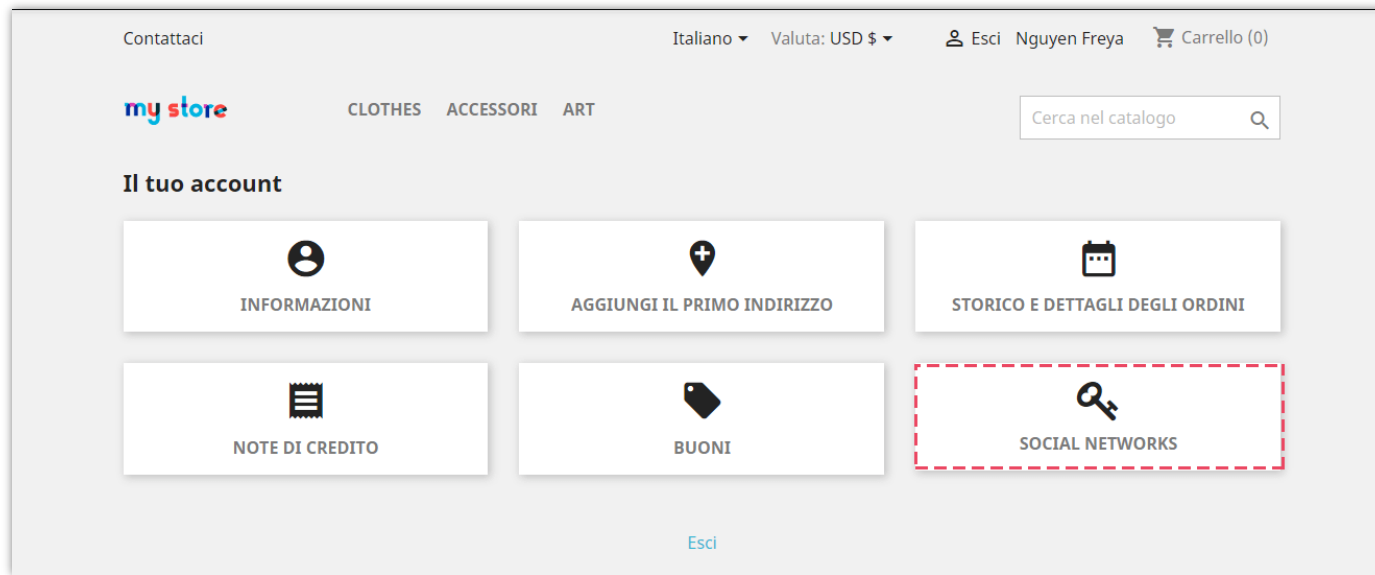 Contattaci Italiano Valuta: USD $ Esci Nguyen Freya Carrello (0)
my store CLOTHES ACCESSORI ART Cerca nel catalogo
Il tuo account
INFORMAZIONI AGGIUNGI IL PRIMO INDIRIZZO STORICO E DETTAGLI DEGLI ORDINI
NOTE DI CREDITO BUONI SOCIAL NETWORKS
Esci